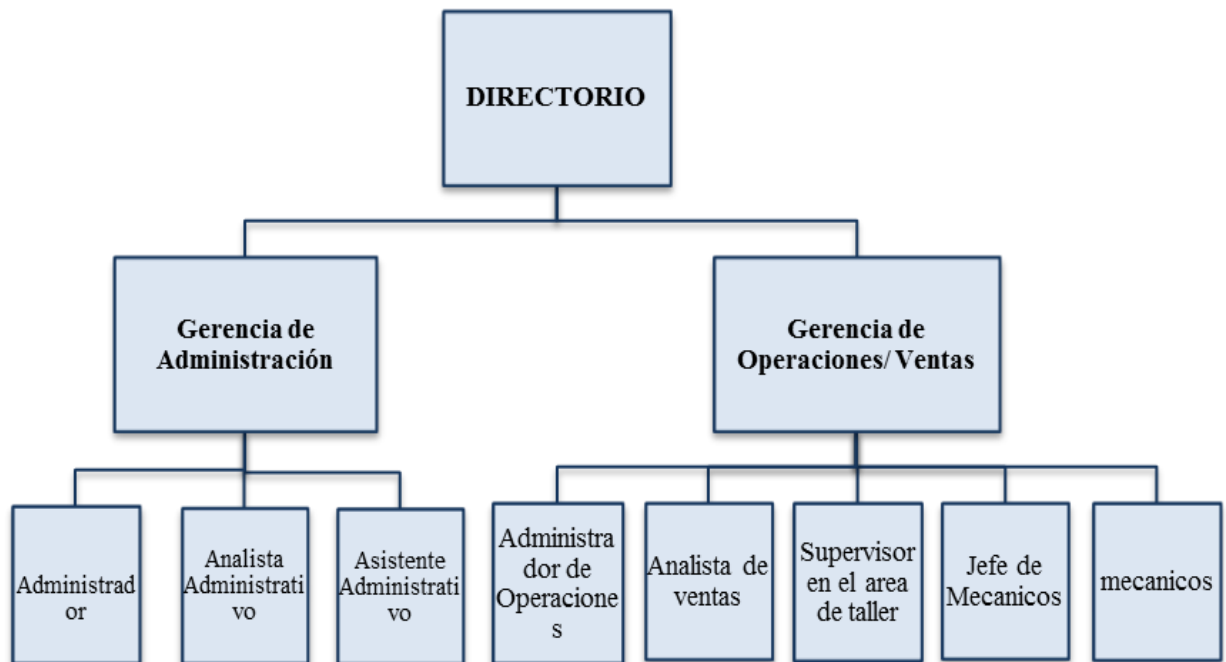 DIRECTORIO
Gerencia de
Administración
Gerencia de
Operaciones/ Ventas
Administrad
or
Analista
Administrati
vo
Asistente
Administrati
vo
Administra
dor de
Operacione
s
Analista de
ventas
Supervisor
en el area
de taller
Jefe de
Mecanicos
mecanicos